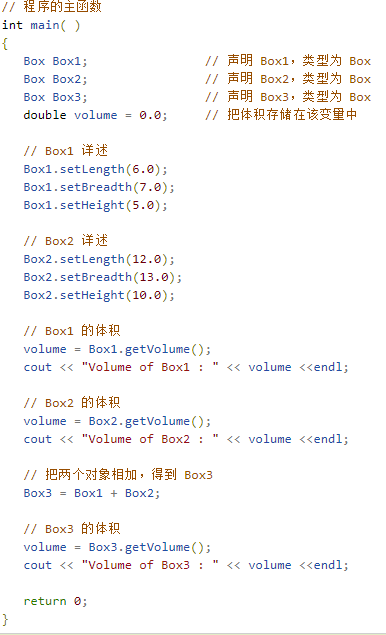 // 程序的主函数
int main( )
{
   Box Box1;                // 声明 Box1，类型为 Box
   Box Box2;                // 声明 Box2，类型为 Box
   Box Box3;                // 声明 Box3，类型为 Box
   double volume = 0.0;     // 把体积存储在该变量中
   // Box1 详述
   Box1.setLength(6.0);
   Box1.setBreadth(7.0);
   Box1.setHeight(5.0);
   // Box2 详述
   Box2.setLength(12.0);
   Box2.setBreadth(13.0);
   Box2.setHeight(10.0);
   // Box1 的体积
   volume = Box1.getVolume();
   cout << "Volume of Box1 : " << volume <<endl;
   // Box2 的体积
   volume = Box2.getVolume();
   cout << "Volume of Box2 : " << volume <<endl;
   // 把两个对象相加，得到 Box3
   Box3 = Box1 + Box2;
   // Box3 的体积
   volume = Box3.getVolume();
   cout << "Volume of Box3 : " << volume <<endl;
   return 0;
}